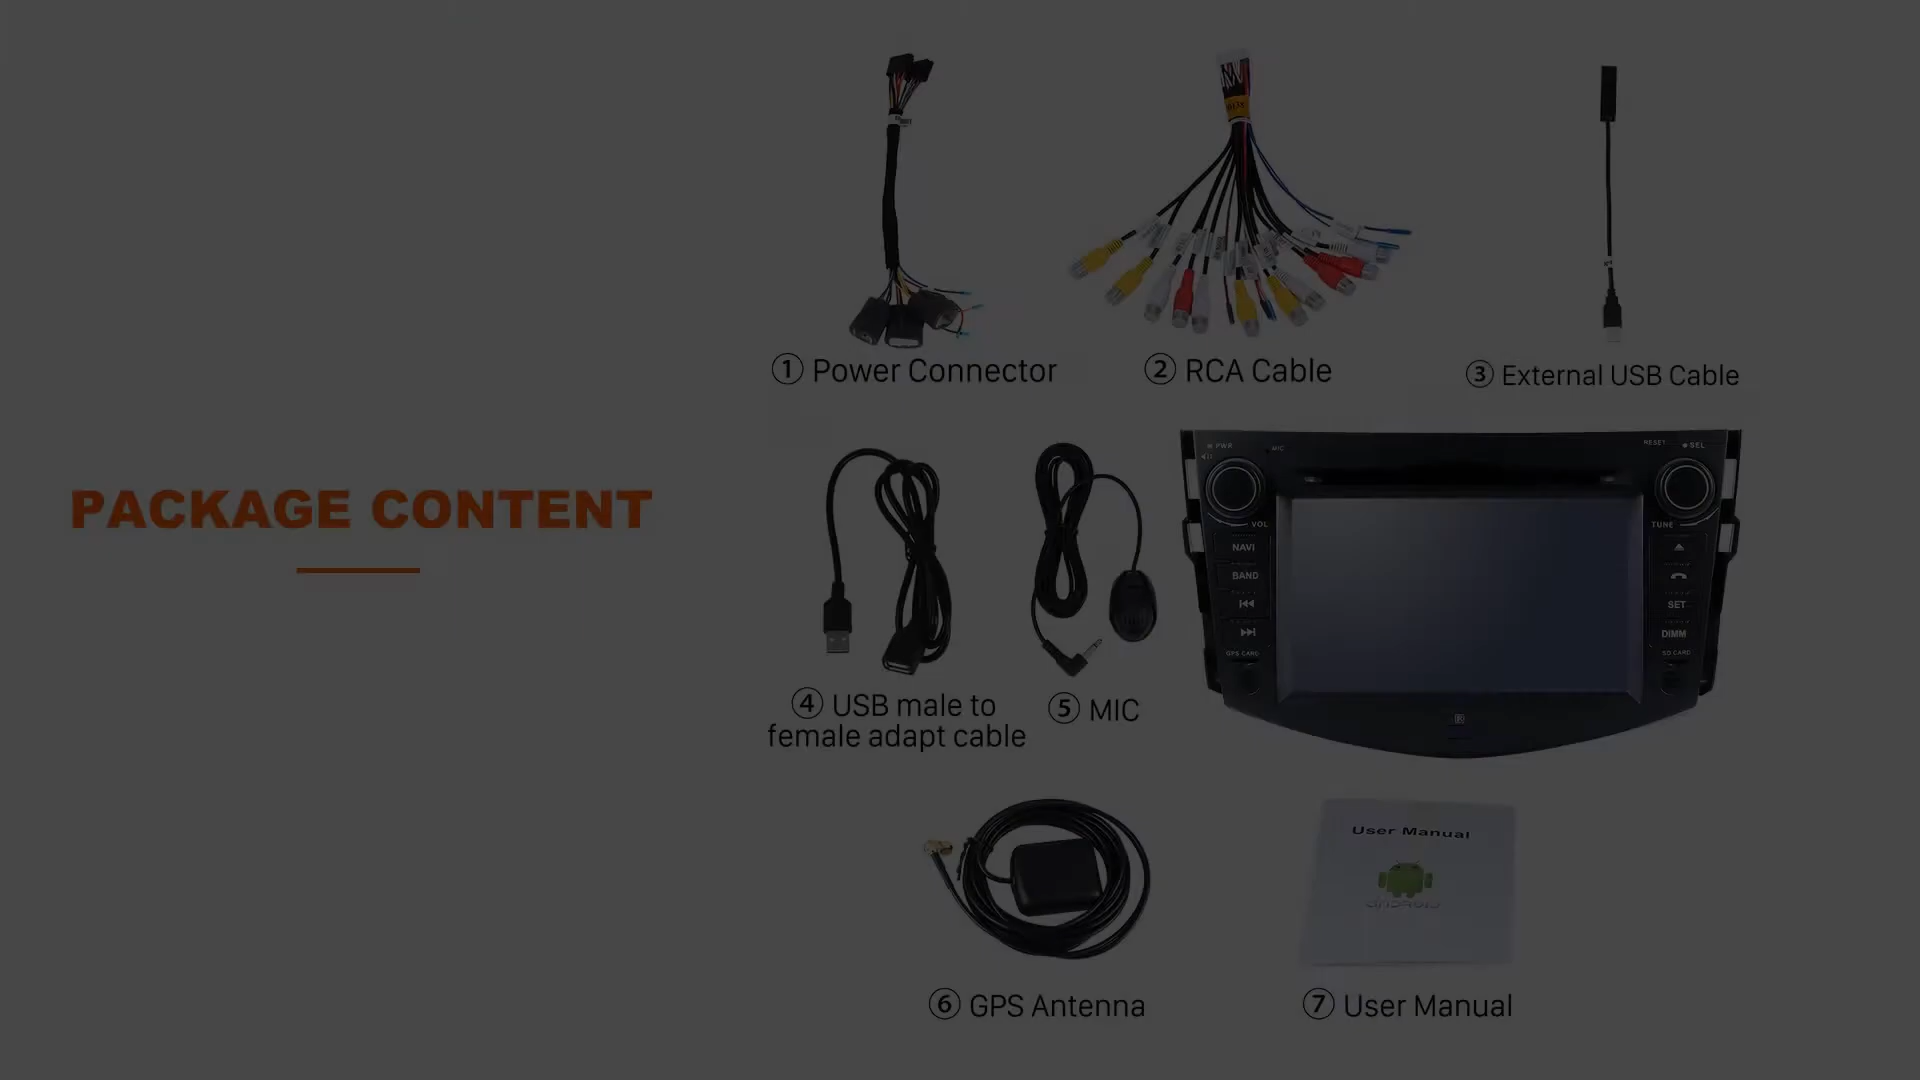 PACKAGE CONTENT
① Power Connector
② RCA Cable
③ External USB Cable
④ USB male to
female adapt cable
⑤ MIC
PWR
MIC
RESET
SEL
VOL
TUNE
NAVI
BAND
SET
DIMM
GPS CARD
SD CARD
User Manual
ANDROID
⑥ GPS Antenna
⑦ User Manual